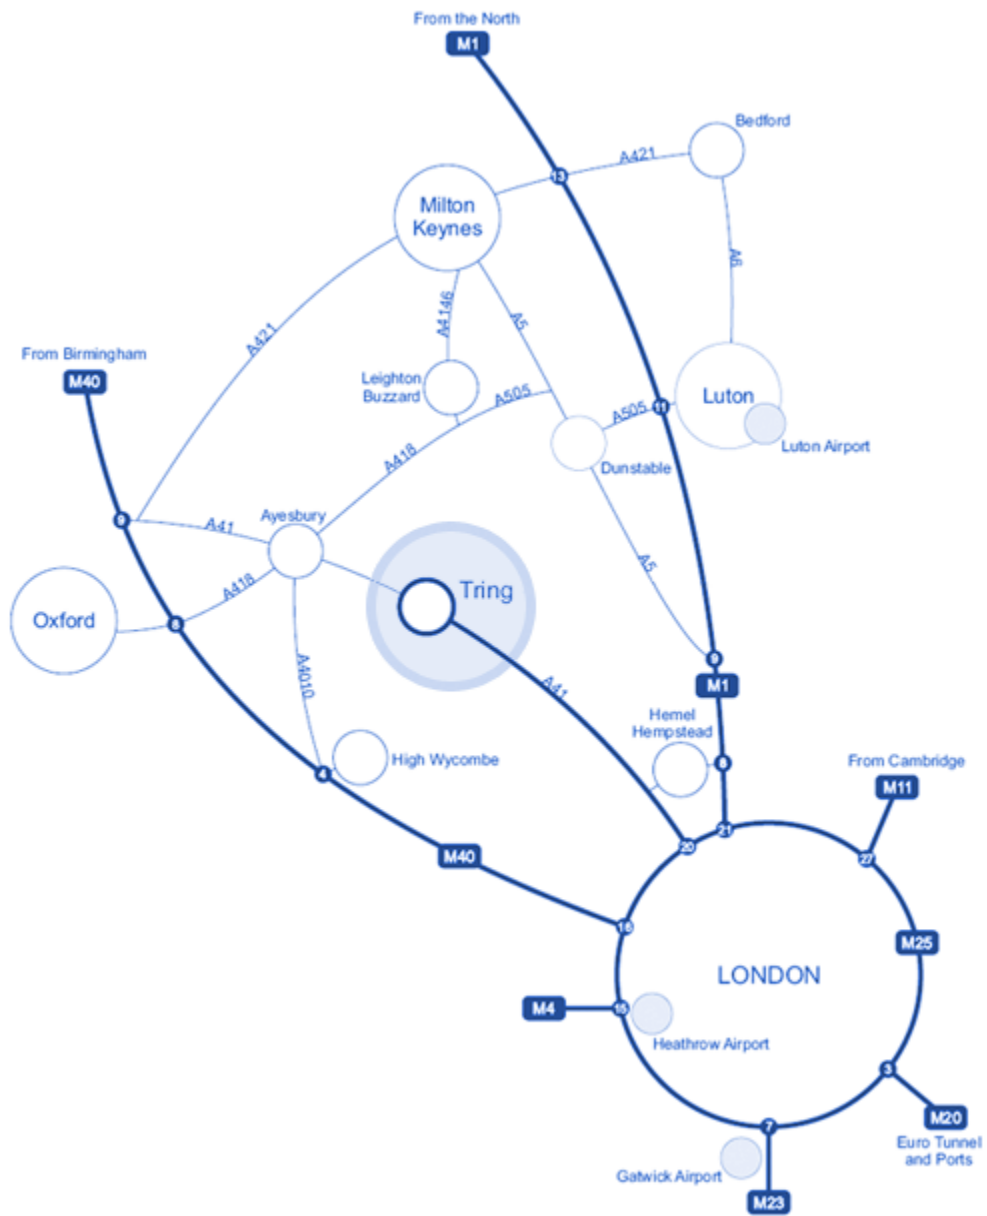 From the North
M1
Bedford
A421
13
Milton
Keynes
A6
A4146
A5
A421
From Birmingham
M40
Leighton
Buzzard
A505
Luton
A505
11
Luton Airport
A418
Dunstable
Ayesbury
9
A41
A5
Tring
A418
Oxford
A41
9
M1
A4010
Hemel
Hempstead
High Wycombe
4
From Cambridge
M11
21
20
27
M40
16
M25
LONDON
M4
15
Heathrow Airport
3
M20
Euro Tunnel
and Ports
7
Gatwick Airport
M23